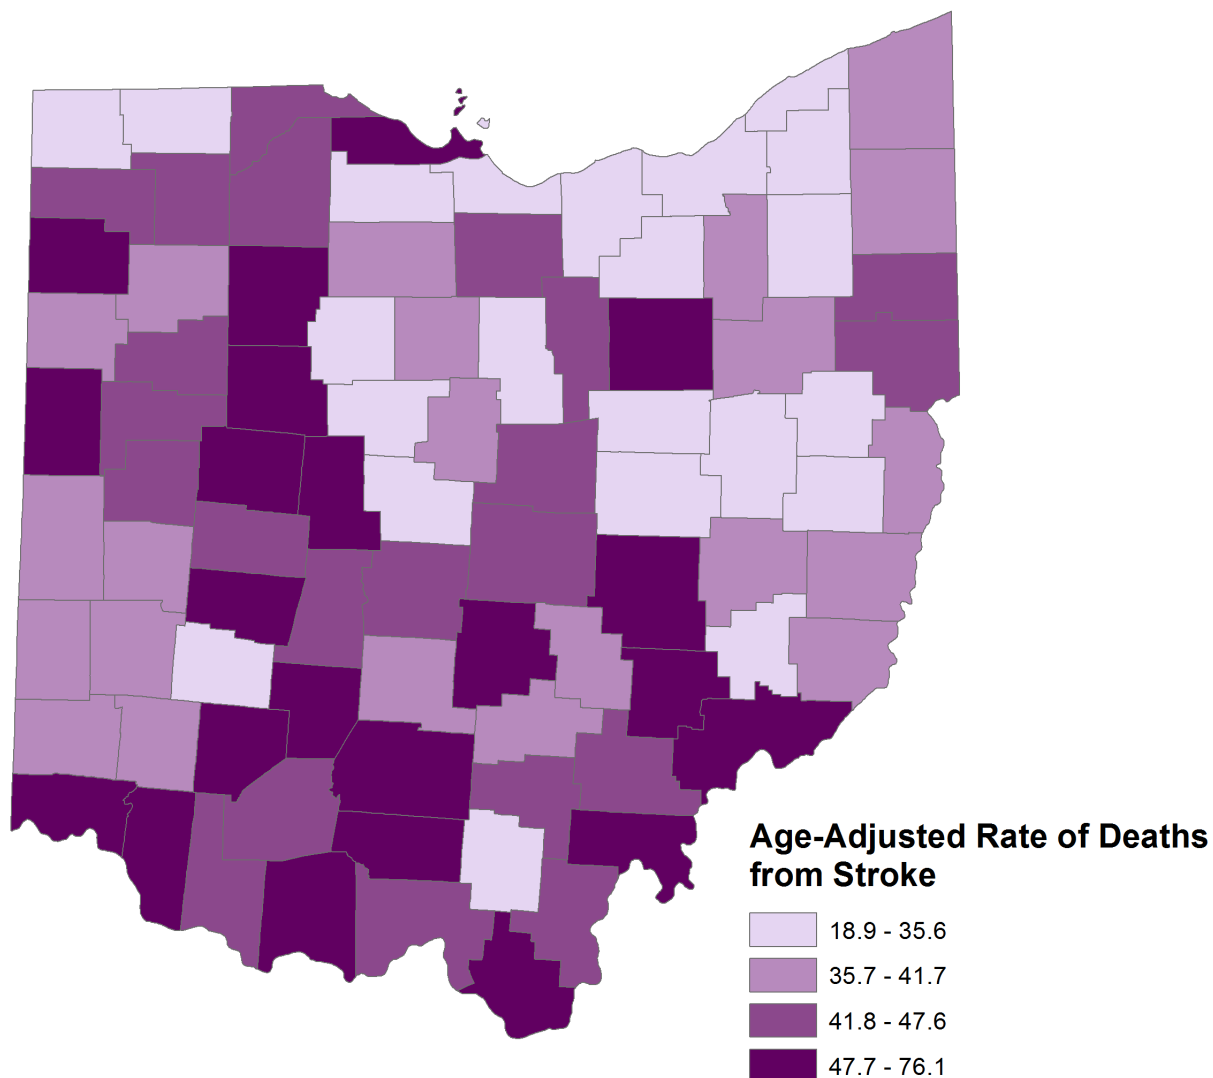 Age-Adjusted Rate of Deaths
from Stroke
18.9 - 35.6
35.7 - 41.7
41.8 - 47.6
47.7 - 76.1